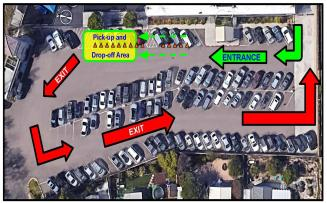 Pick-up and
Drop-off Area
ENTRANCE
EXIT
EXIT